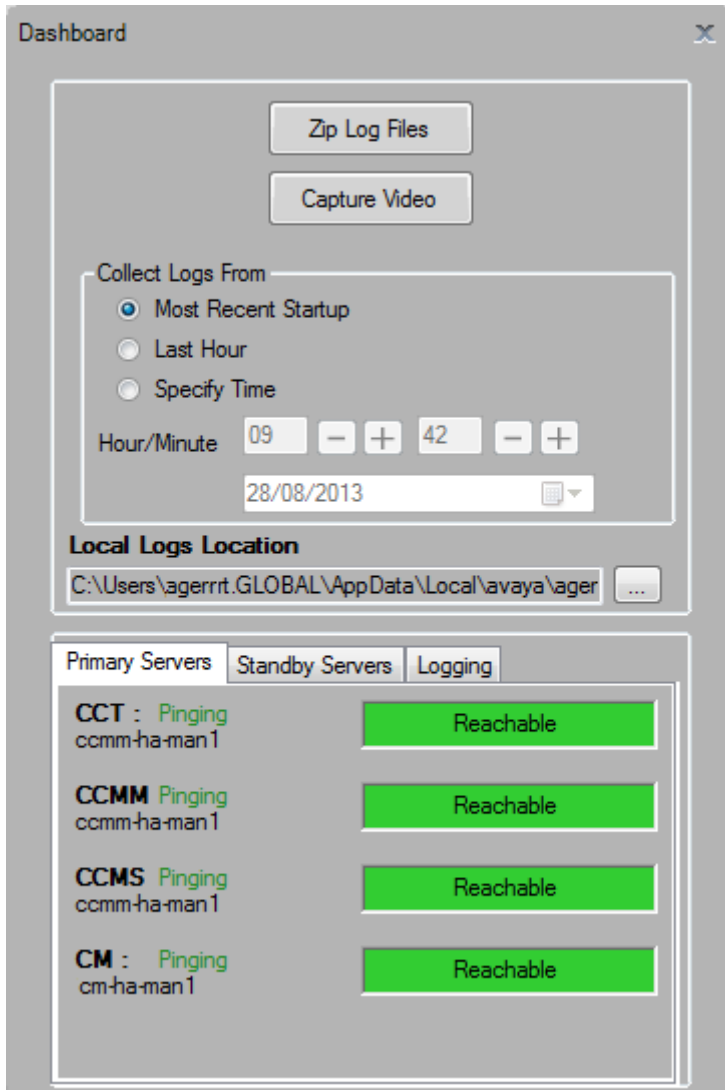 Dashboard
Zip Log Files
Capture Video
Collect Logs From
Most Recent Startup
Last Hour
Specify Time
Hour/Minute 09 − + 42 − +
28/08/2013
Local Logs Location
C:\Users\agerrrt.GLOBAL\AppData\Local\avaya\ager ...
Primary Servers Standby Servers Logging
CCT : Pinging Reachable
ccmm-ha-man1
CCMM Pinging Reachable
ccmm-ha-man1
CCMS Pinging Reachable
ccmm-ha-man1
CM : Pinging Reachable
cm-ha-man1